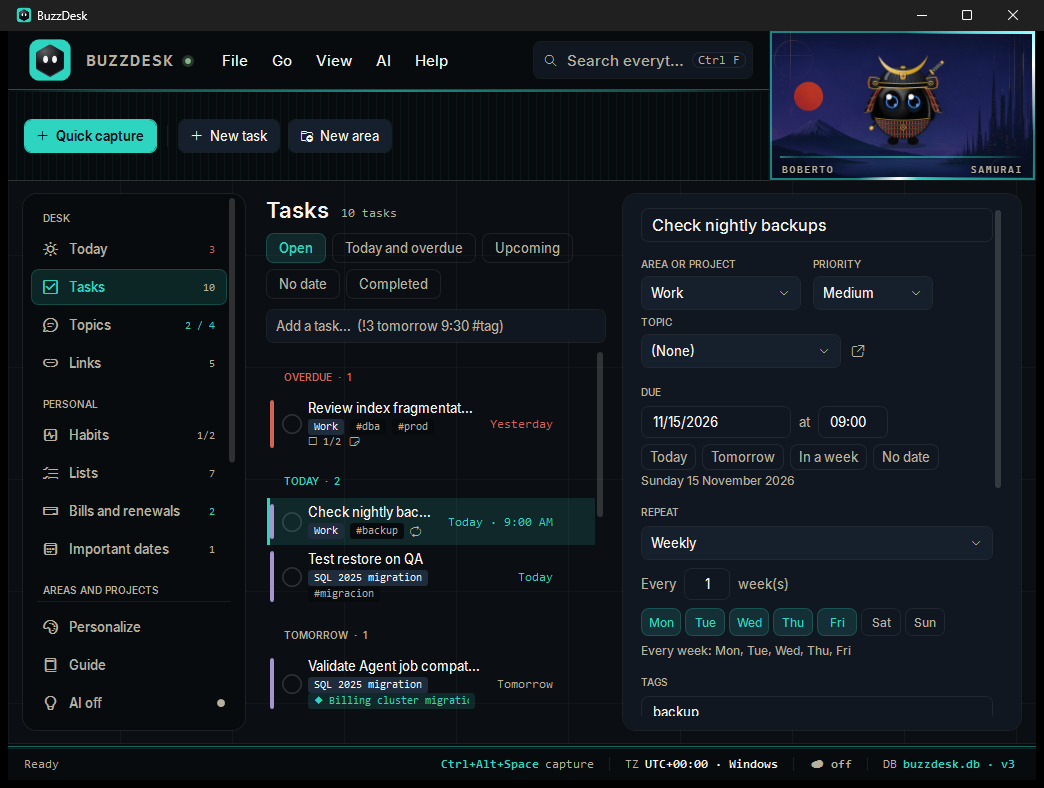 BuzzDesk
BUZZDESK
File Go View AI Help
Search everyt... Ctrl F
BOBERTO SAMURAI
+ Quick capture
+ New task
New area
DESK
Today 3
Tasks 10
Topics 2 / 4
Links 5
PERSONAL
Habits 1/2
Lists 7
Bills and renewals 2
Important dates 1
AREAS AND PROJECTS
Personalize
Guide
AI off
Tasks 10 tasks
Open Today and overdue Upcoming
No date Completed
Add a task... (!3 tomorrow 9:30 #tag)
OVERDUE · 1
Review index fragmentat...
Work #dba #prod Yesterday
1/2
TODAY · 2
Check nightly bac... Today · 9:00 AM
Work #backup
Test restore on QA
SQL 2025 migration Today
#migracion
TOMORROW · 1
Validate Agent job compat...
SQL 2025 migration Tomorrow
◆ Billing cluster migratic
Check nightly backups
AREA OR PROJECT PRIORITY
Work Medium
TOPIC
(None)
DUE
11/15/2026 at 09:00
Today Tomorrow In a week No date
Sunday 15 November 2026
REPEAT
Weekly
Every 1 week(s)
Mon Tue Wed Thu Fri Sat Sun
Every week: Mon, Tue, Wed, Thu, Fri
TAGS
backup
Ready
Ctrl+Alt+Space capture
TZ UTC+00:00 · Windows
off
DB buzzdesk.db · v3